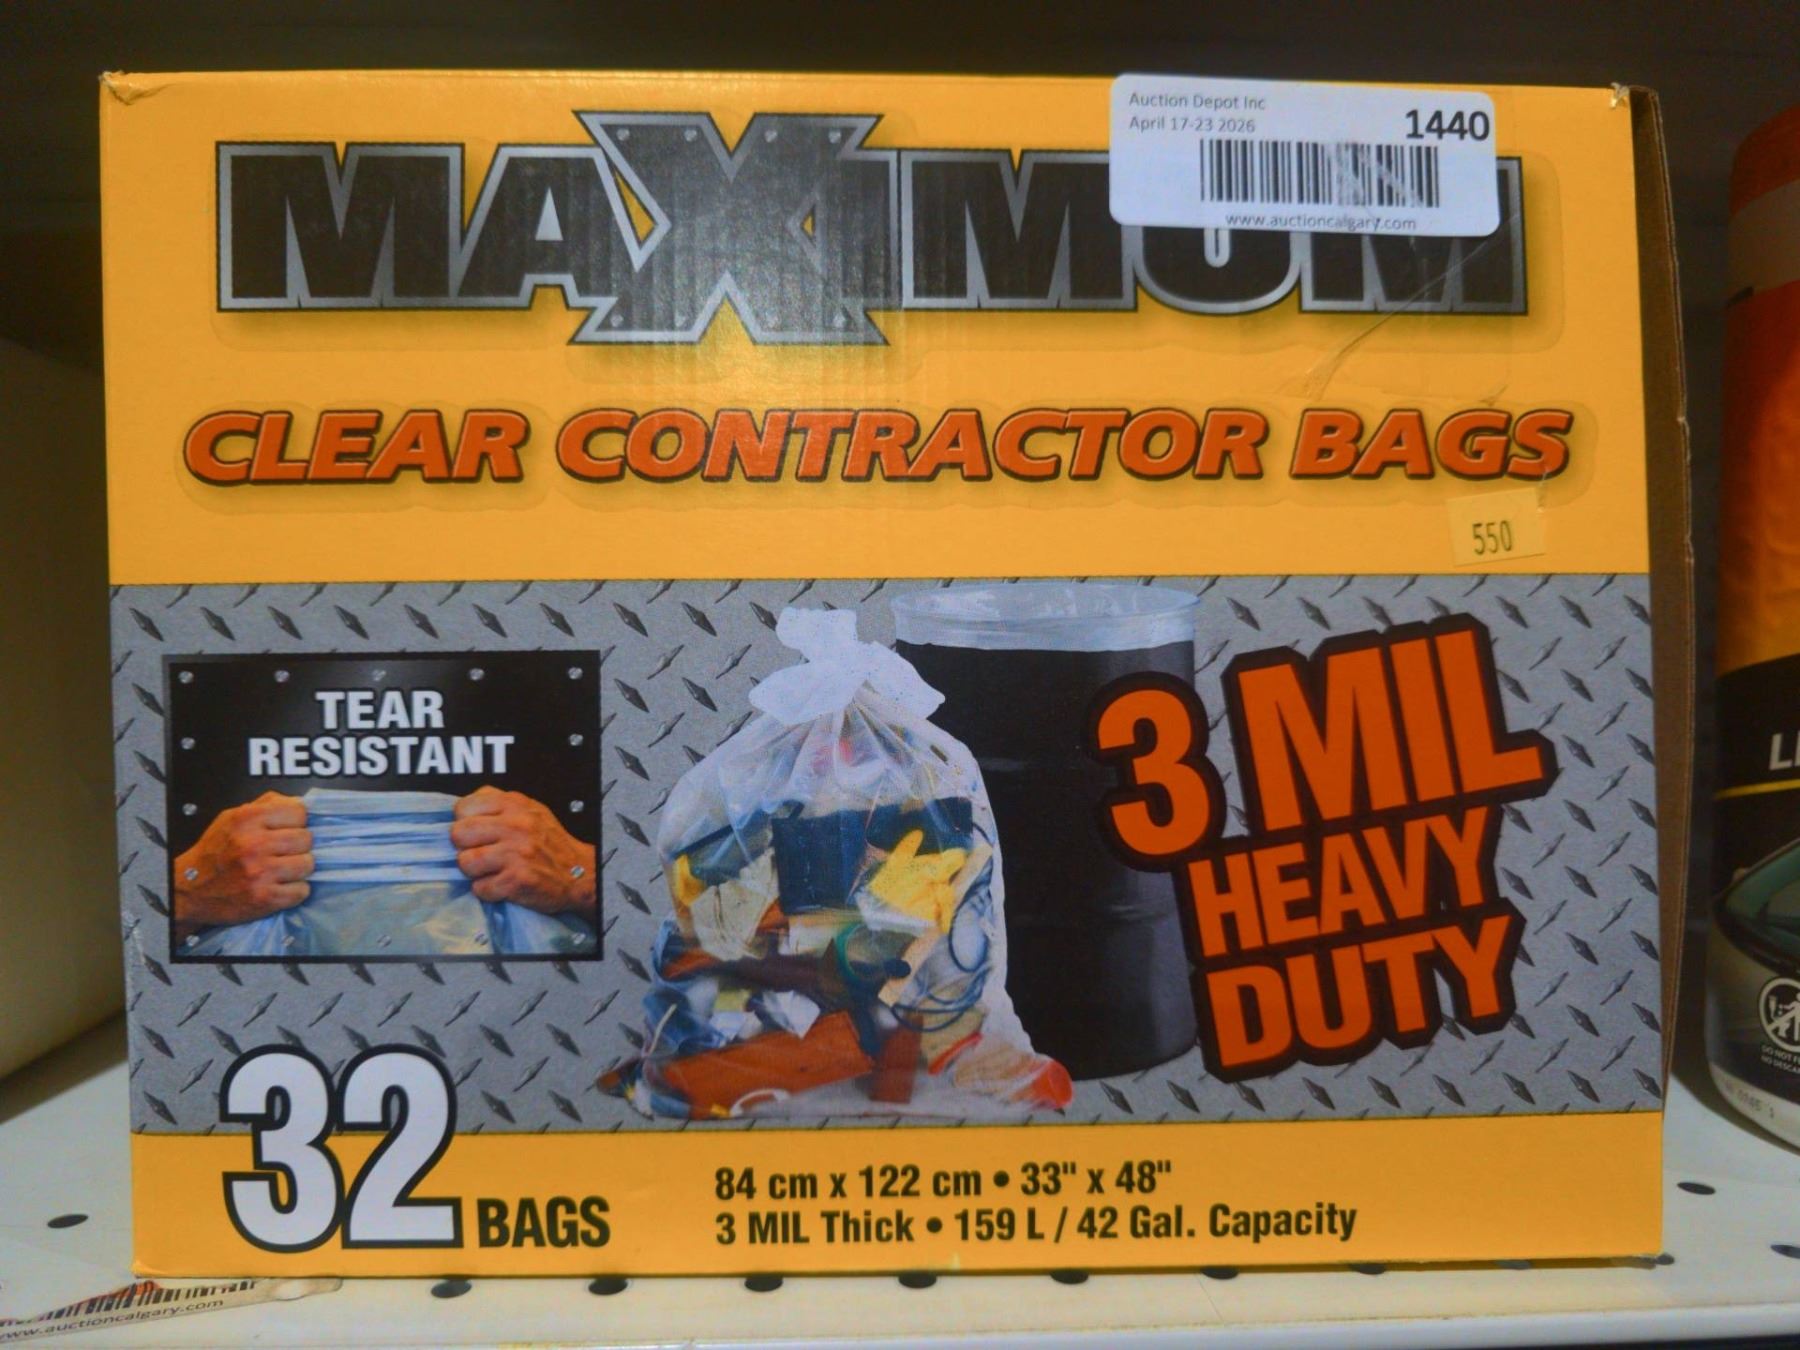 Auction Depot Inc
April 17-23 2026
1440
www.auctioncalgary.com
MAXIMUM
CLEAR CONTRACTOR BAGS
550
TEAR
RESISTANT
3 MIL
HEAVY
DUTY
32 BAGS
84 cm x 122 cm • 33" x 48"
3 MIL Thick • 159 L / 42 Gal. Capacity
www.auctioncalgary.com